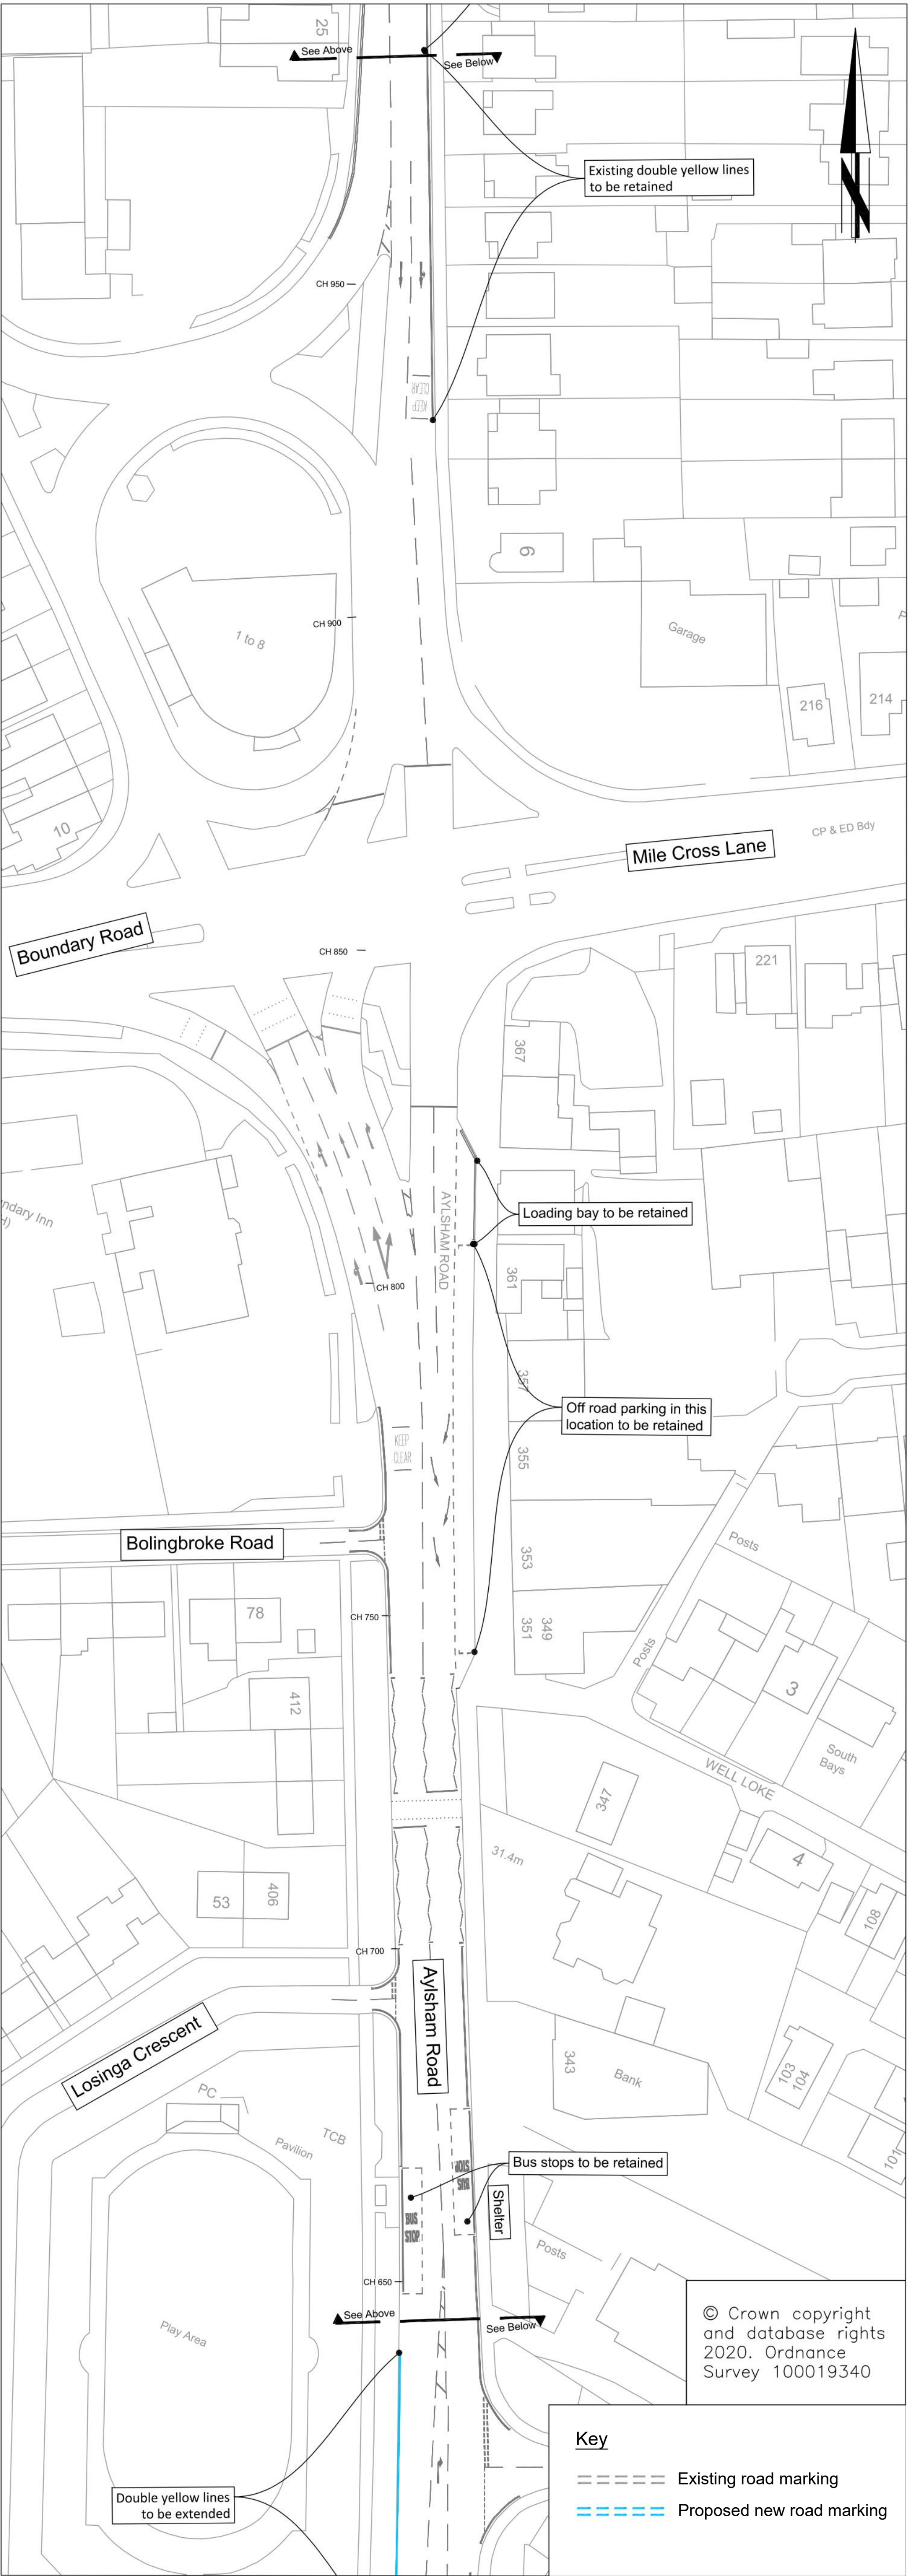 25
See Above
See Below
Existing double yellow lines
to be retained
N
CH 950
KEEP
CLEAR
6
CH 900
1 to 8
Garage
216
214
10
Mile Cross Lane
CP & ED Bdy
Boundary Road
CH 850
221
367
ndary Inn
H)
AYLSHAM ROAD
Loading bay to be retained
361
CH 800
357
Off road parking in this
location to be retained
KEEP
CLEAR
355
Bolingbroke Road
Posts
353
78
CH 750
351
349
Posts
3
412
South
Bays
WELL LOKE
347
31.4m
4
53
406
108
CH 700
Aylsham Road
Losinga Crescent
343
Bank
103
104
PC
Pavilion
TCB
101
BUS
STOP
Bus stops to be retained
Shelter
BUS
STOP
Posts
CH 650
See Above
See Below
Play Area
© Crown copyright
and database rights
2020. Ordnance
Survey 100019340
Key
Existing road marking
Proposed new road marking
Double yellow lines
to be extended